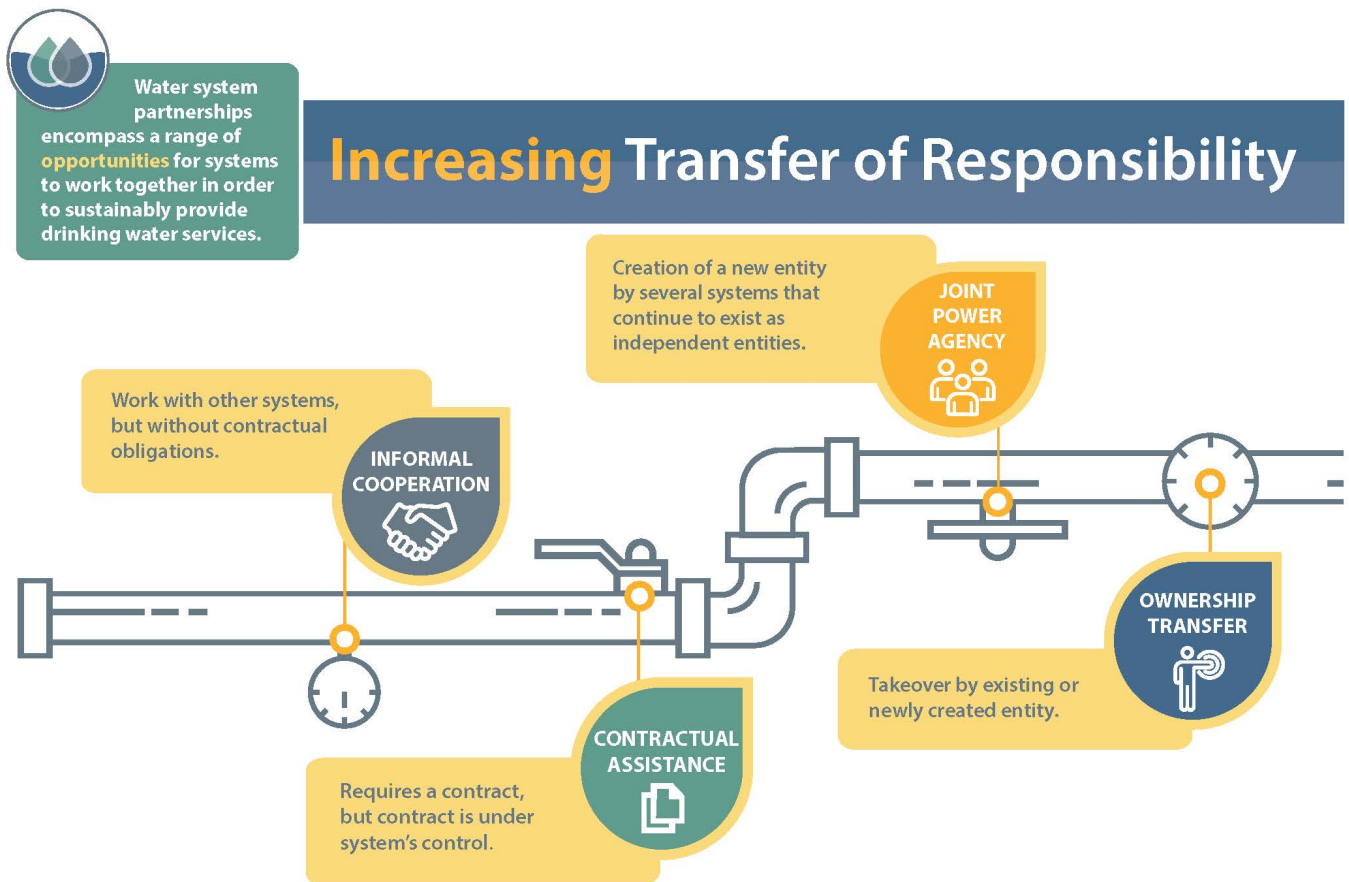 Water system
partnerships
encompass a range of
opportunities for systems
to work together in order
to sustainably provide
drinking water services.
Increasing Transfer of Responsibility
Work with other systems,
but without contractual
obligations.
INFORMAL
COOPERATION
Requires a contract,
but contract is under
system’s control.
CONTRACTUAL
ASSISTANCE
Creation of a new entity
by several systems that
continue to exist as
independent entities.
JOINT
POWER
AGENCY
Takeover by existing or
newly created entity.
OWNERSHIP
TRANSFER